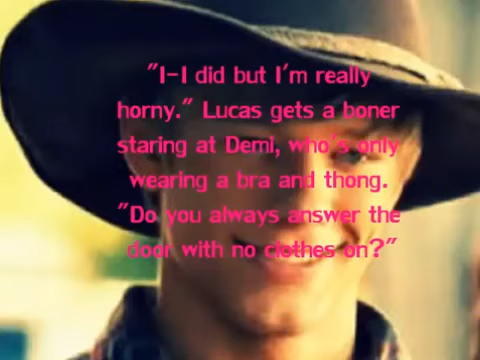 "I-I did but I'm really
horny." Lucas gets a boner
staring at Demi, who's only
wearing a bra and thong.
"Do you always answer the
door with no clothes on?"